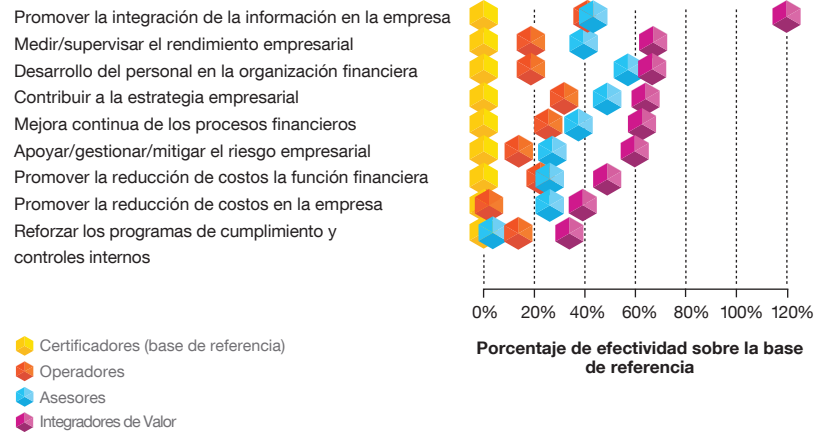 Promover la integración de la información en la empresa
Medir/supervisar el rendimiento empresarial
Desarrollo del personal en la organización financiera
Contribuir a la estrategia empresarial
Mejora continua de los procesos financieros
Apoyar/gestionar/mitigar el riesgo empresarial
Promover la reducción de costos la función financiera
Promover la reducción de costos en la empresa
Reforzar los programas de cumplimiento y
controles internos
0% 20% 40% 60% 80% 100% 120%
Porcentaje de efectividad sobre la base
de referencia
Certificadores (base de referencia)
Operadores
Asesores
Integradores de Valor